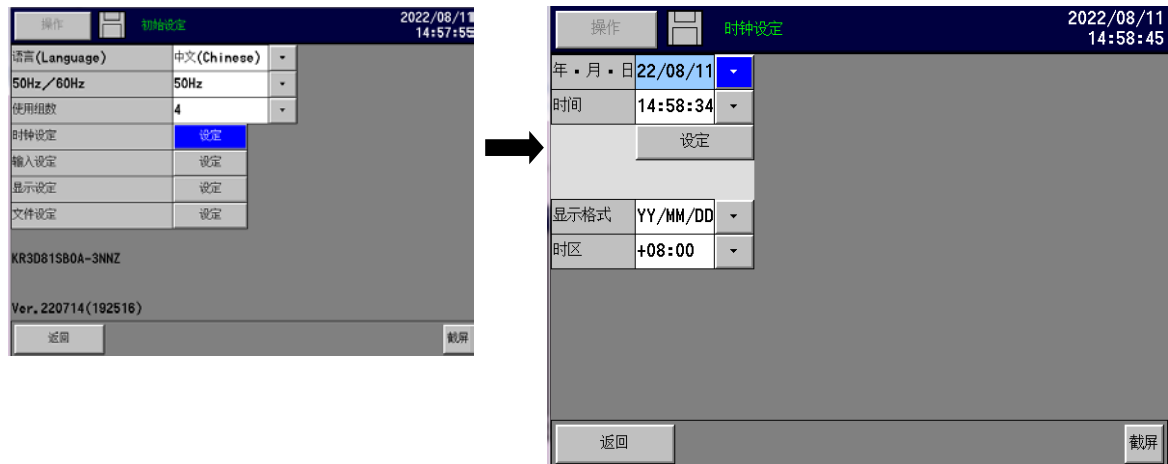 操作 初始设定 2022/08/11
14:57:55
语言(Language) 中文(Chinese)
50Hz／60Hz 50Hz
使用组数 4
时钟设定 设定
输入设定 设定
显示设定 设定
文件设定 设定
KR3D81SB0A-3NNZ
Ver.220714(192516)
返回 截屏
操作 时钟设定 2022/08/11
14:58:45
年▪月▪日 22/08/11
时间 14:58:34
设定
显示格式 YY/MM/DD
时区 +08:00
返回 截屏